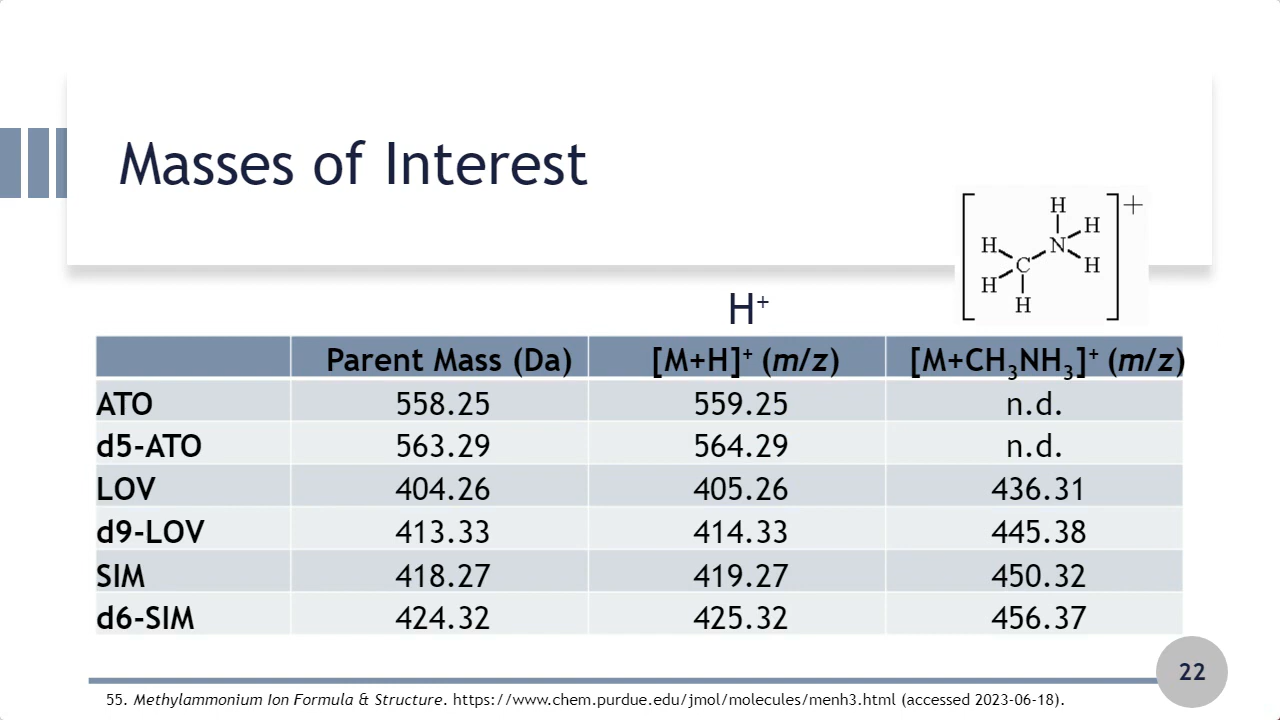 Masses of Interest
[H H H N H C H H]+
H⁺
Parent Mass (Da) [M+H]⁺ (m/z) [M+CH₃NH₃]⁺ (m/z)
ATO 558.25 559.25 n.d.
d5-ATO 563.29 564.29 n.d.
LOV 404.26 405.26 436.31
d9-LOV 413.33 414.33 445.38
SIM 418.27 419.27 450.32
d6-SIM 424.32 425.32 456.37
22
55. Methylammonium Ion Formula & Structure. https://www.chem.purdue.edu/jmol/molecules/menh3.html (accessed 2023-06-18).